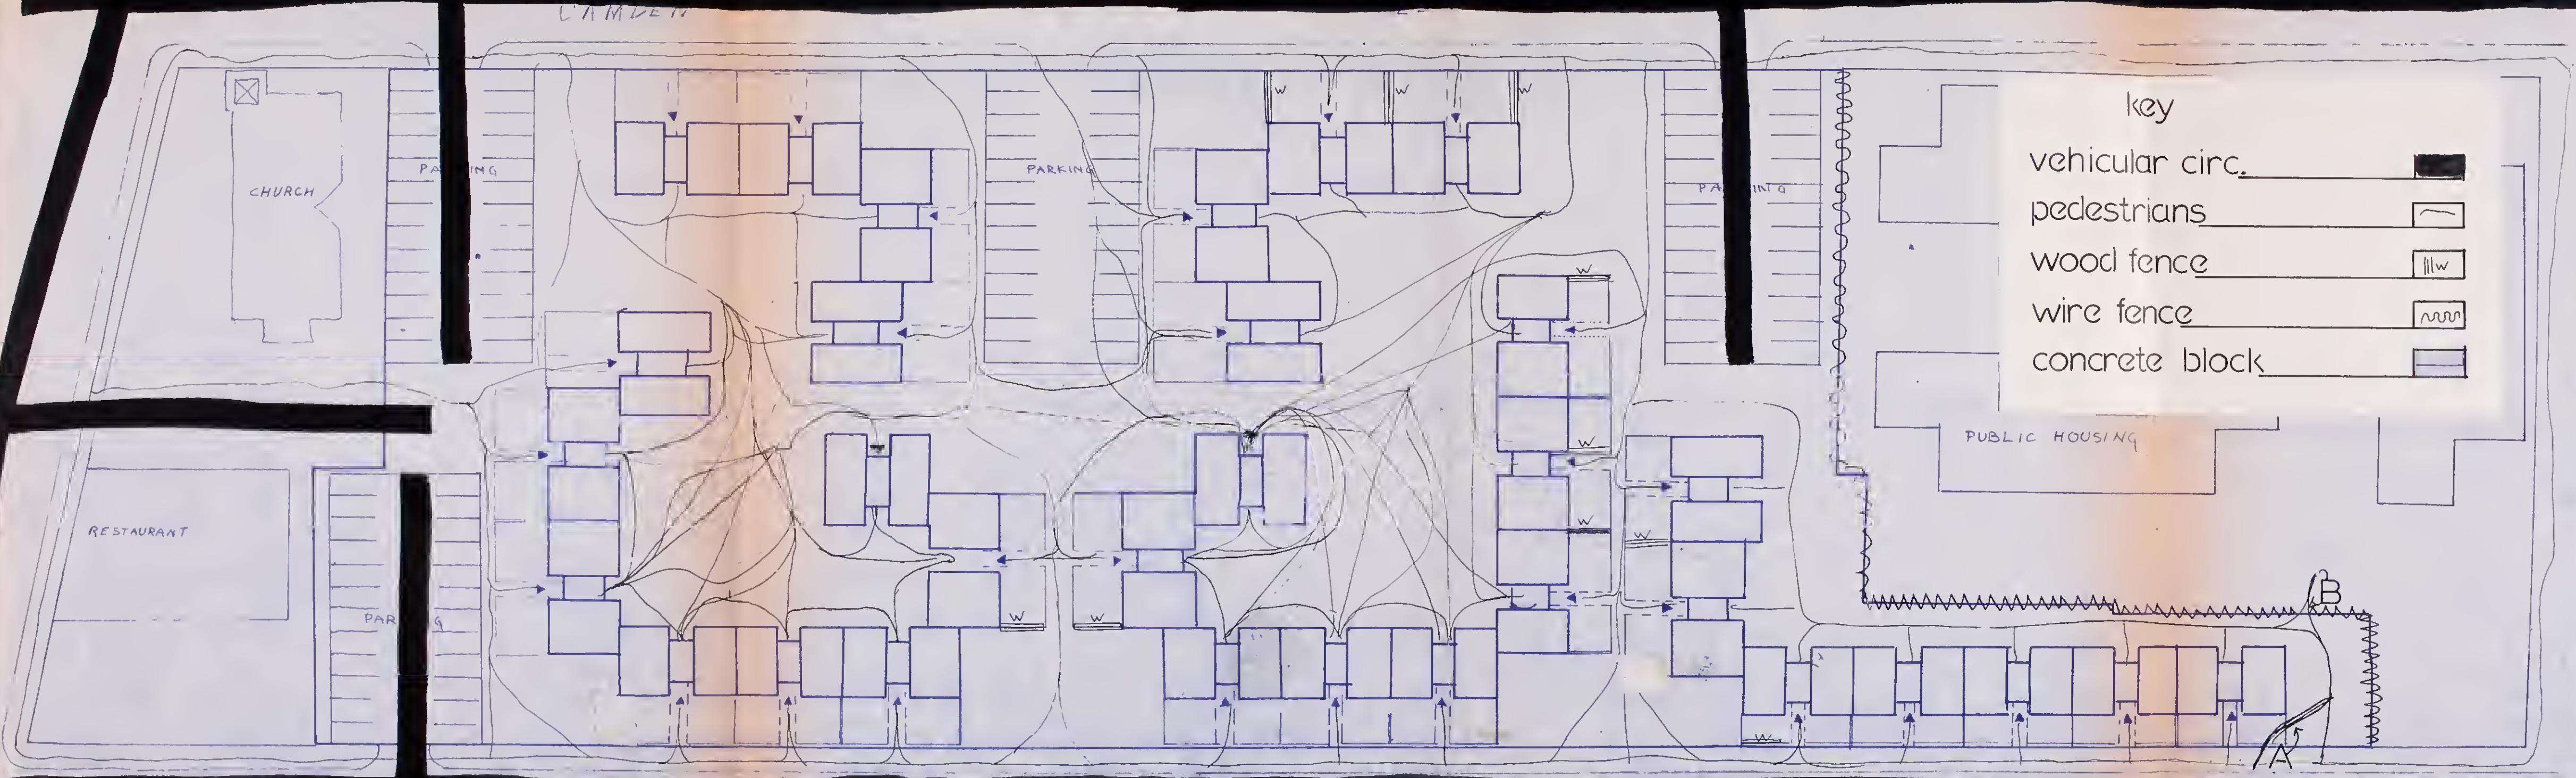 CAMDEN
key
vehicular circ.
pedestrians
wood fence
W
wire fence
concrete block
W
W
W
CHURCH
PARKING
PARKING
PARKING
W
PUBLIC HOUSING
W
RESTAURANT
W
W
PARKING
W
W
B
W
A